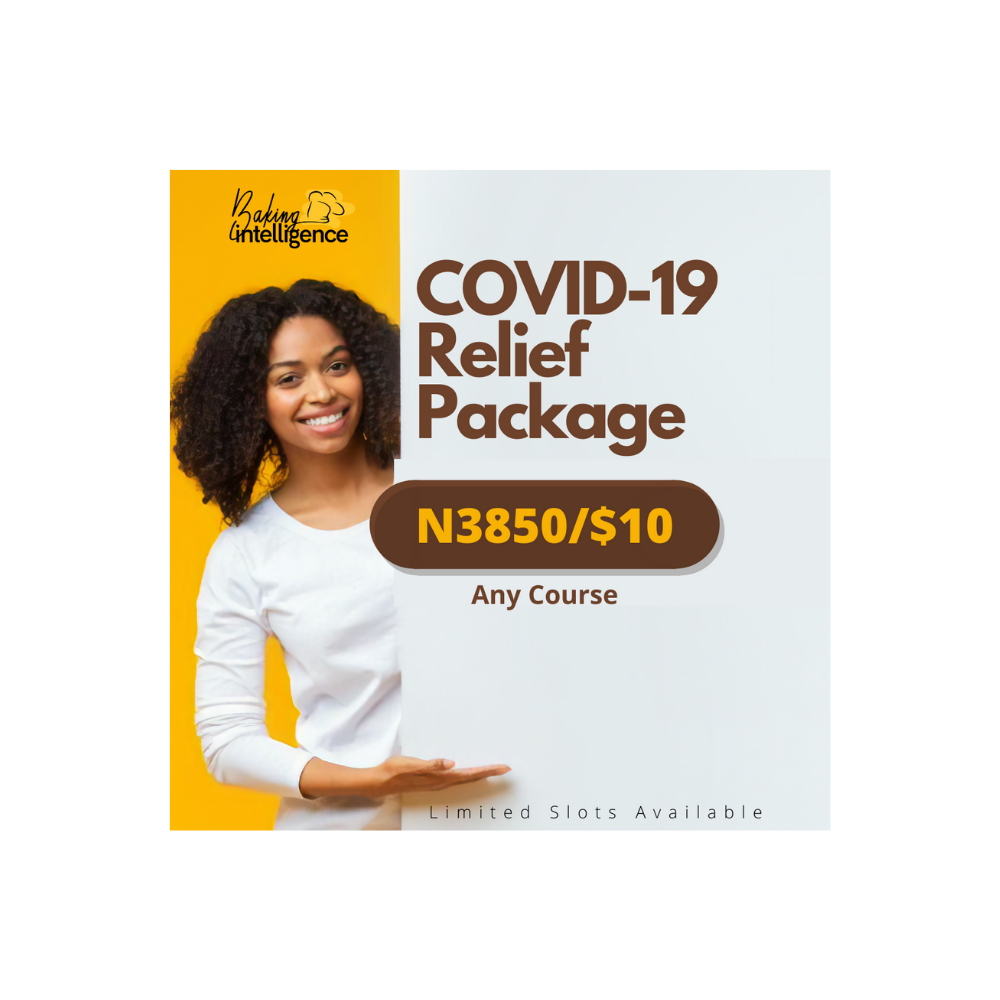 Baking
intelligence
COVID-19
Relief
Package
N3850/$10
Any Course
Limited Slots Available